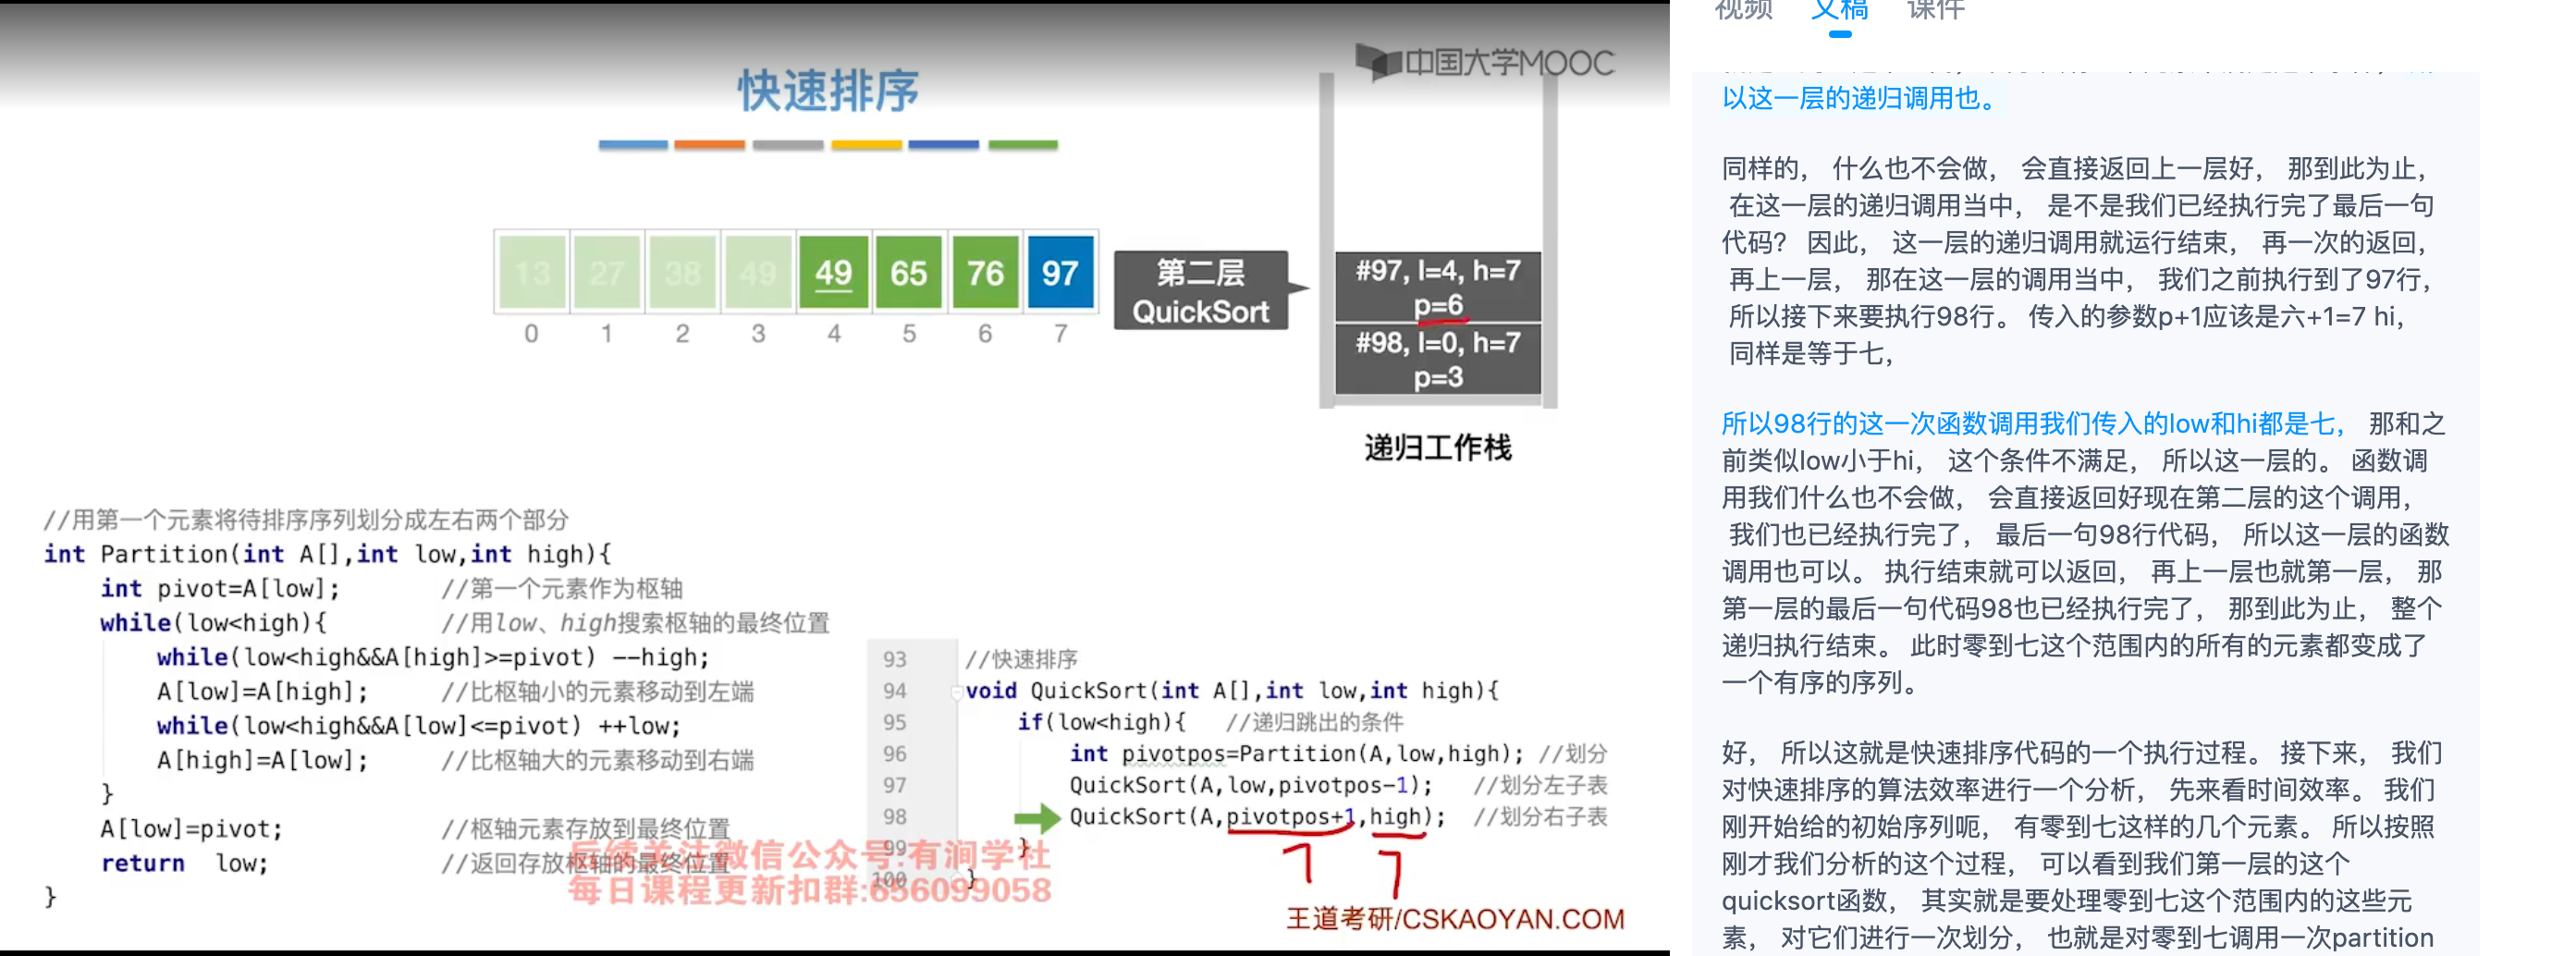 中国大学MOOC
快速排序
13 27 38 49 49 65 76 97
0 1 2 3 4 5 6 7
第二层
QuickSort
#97, l=4, h=7
p=6
#98, l=0, h=7
p=3
递归工作栈
//用第一个元素将待排序序列划分成左右两个部分
int Partition(int A[],int low,int high){
int pivot=A[low]; //第一个元素作为枢轴
while(low<high){ //用low、high搜索枢轴的最终位置
while(low<high&&A[high]>=pivot) --high;
A[low]=A[high]; //比枢轴小的元素移动到左端
while(low<high&&A[low]<=pivot) ++low;
A[high]=A[low]; //比枢轴大的元素移动到右端
}
A[low]=pivot; //枢轴元素存放到最终位置
return low; //返回存放枢轴的最终位置
}
93 //快速排序
94 void QuickSort(int A[],int low,int high){
95 if(low<high){ //递归跳出的条件
96 int pivotpos=Partition(A,low,high); //划分
97 QuickSort(A,low,pivotpos-1); //划分左子表
98 QuickSort(A,pivotpos+1,high); //划分右子表
99 }
100 }
7 7
后续关注微信公众号:有涧学社
每日课程更新扣群:656099058
王道考研/CSKAOYAN.COM
视频 文稿 课件
以这一层的递归调用也。
同样的， 什么也不会做， 会直接返回上一层好， 那到此为止，
在这一层的递归调用当中， 是不是我们已经执行完了最后一句
代码？ 因此， 这一层的递归调用就运行结束， 再一次的返回，
再上一层， 那在这一层的调用当中， 我们之前执行到了97行，
所以接下来要执行98行。 传入的参数p+1应该是六+1=7 hi，
同样是等于七，
所以98行的这一次函数调用我们传入的low和hi都是七， 那和之
前类似low小于hi， 这个条件不满足， 所以这一层的。 函数调
用我们什么也不会做， 会直接返回好现在第二层的这个调用，
我们也已经执行完了， 最后一句98行代码， 所以这一层的函数
调用也可以。 执行结束就可以返回， 再上一层也就第一层， 那
第一层的最后一句代码98也已经执行完了， 那到此为止， 整个
递归执行结束。 此时零到七这个范围内的所有的元素都变成了
一个有序的序列。
好， 所以这就是快速排序代码的一个执行过程。 接下来， 我们
对快速排序的算法效率进行一个分析， 先来看时间效率。 我们
刚开始给的初始序列呃， 有零到七这样的几个元素。 所以按照
刚才我们分析的这个过程， 可以看到我们第一层的这个
quicksort函数， 其实就是要处理零到七这个范围内的这些元
素， 对它们进行一次划分， 也就是对零到七调用一次partition